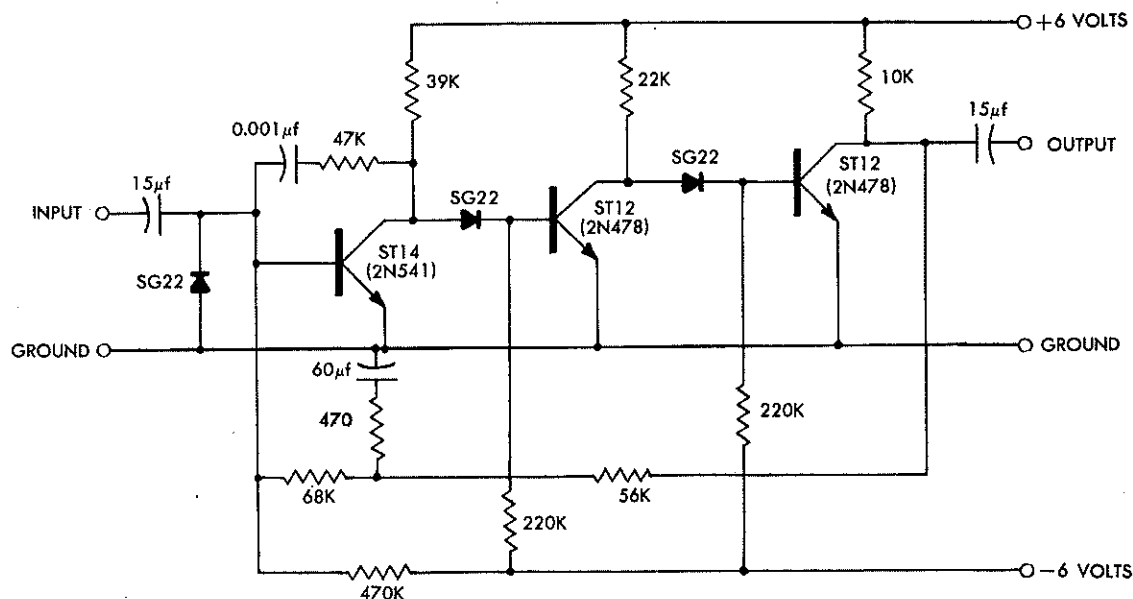 +6 VOLTS
39K
22K
10K
0.001μf
47K
15μf
OUTPUT
15μf
SG22
ST12
(2N478)
INPUT
SG22
ST12
(2N478)
ST14
(2N541)
SG22
GROUND
GROUND
60μf
470
220K
68K
56K
220K
470K
−6 VOLTS